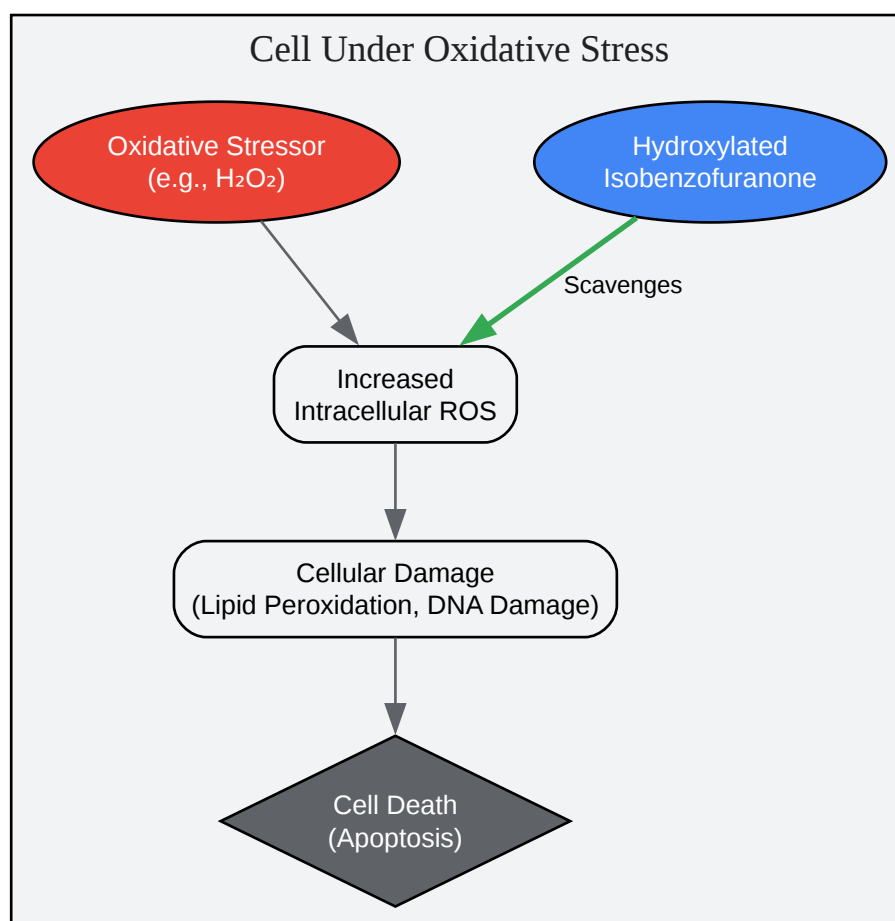 Cell Under Oxidative Stress
Oxidative Stressor
(e.g., H₂O₂)
Hydroxylated
Isobenzofuranone
Scavenges
Increased
Intracellular ROS
Cellular Damage
(Lipid Peroxidation, DNA Damage)
Cell Death
(Apoptosis)